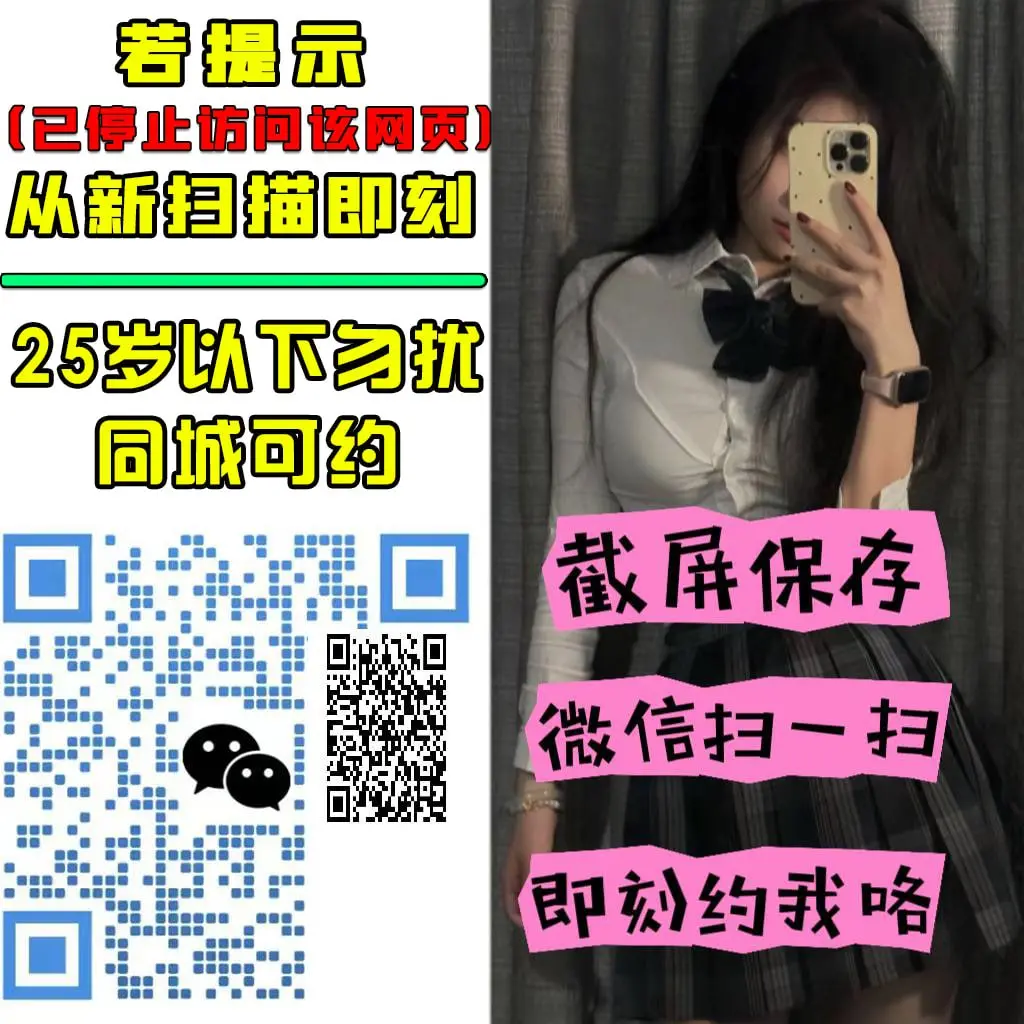 若提示
(已停止访问该网页)
从新扫描即刻
25岁以下勿扰
同城可约
截屏保存
微信扫一扫
即刻约我咯